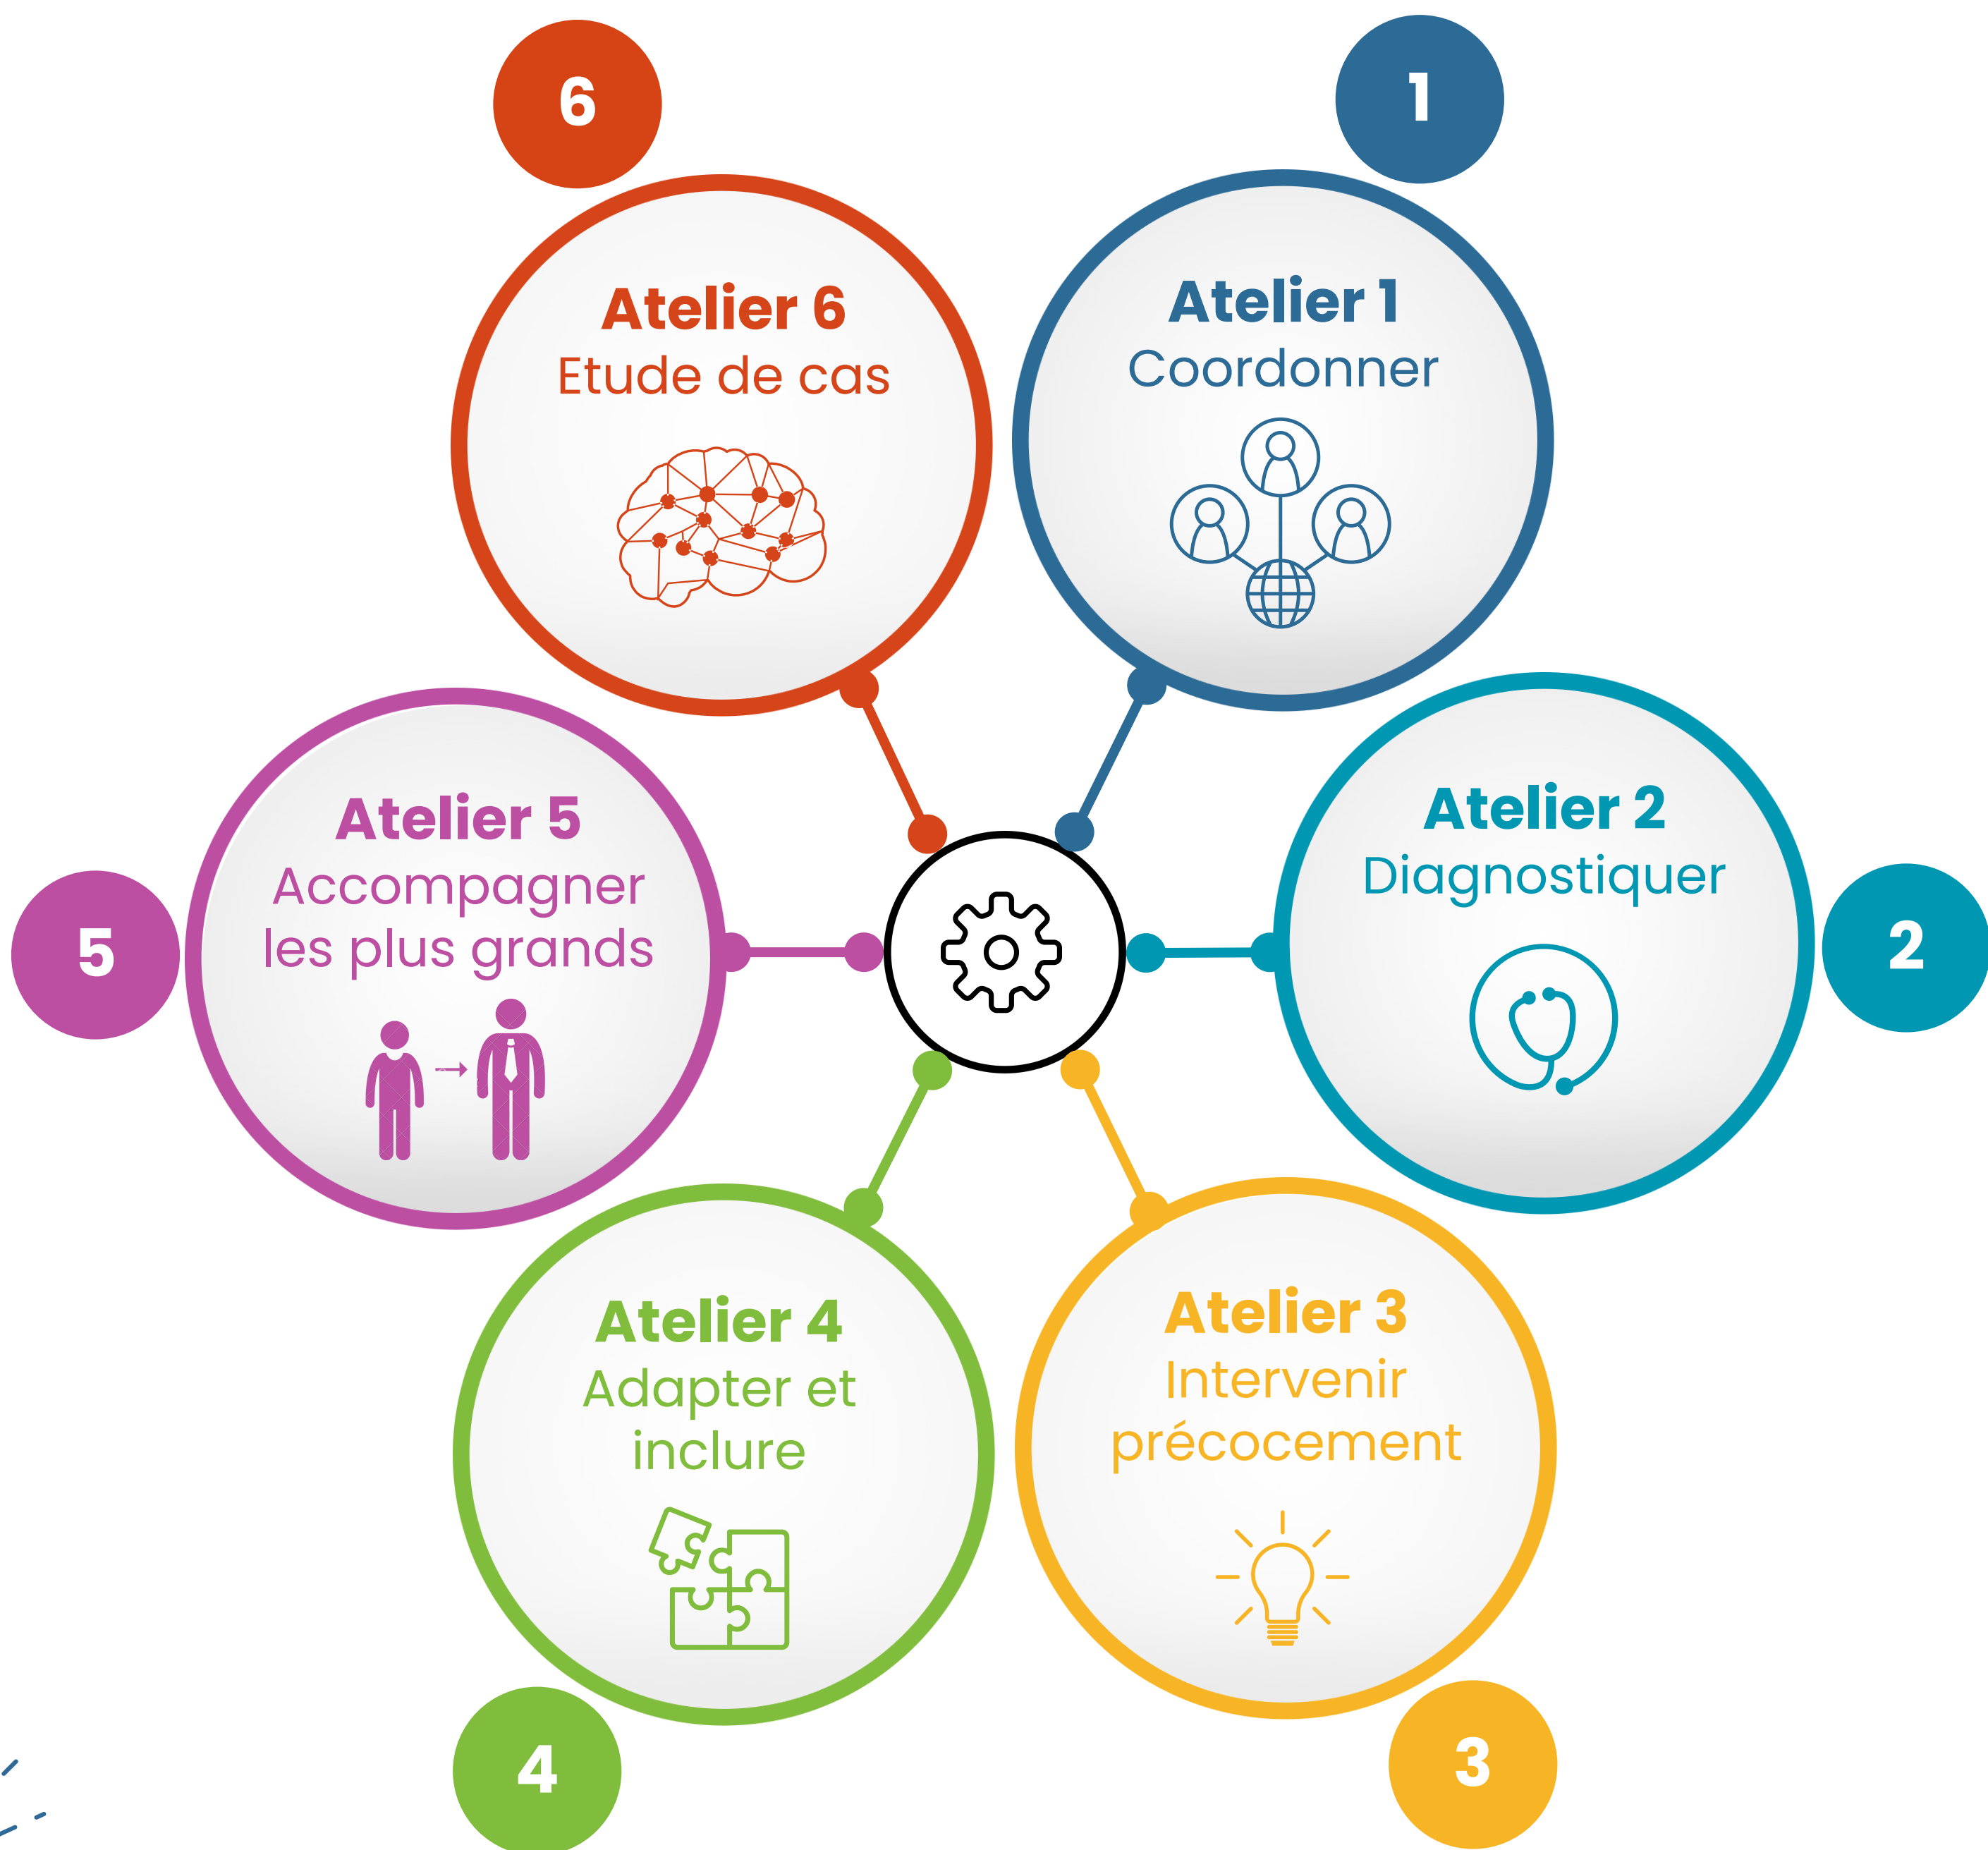 6
1
Atelier 6
Etude de cas
Atelier 1
Coordonner
Atelier 5
Accompagner
les plus grands
5
Atelier 2
Diagnostiquer
2
Atelier 4
Adapter et
inclure
4
Atelier 3
Intervenir
précocement
3